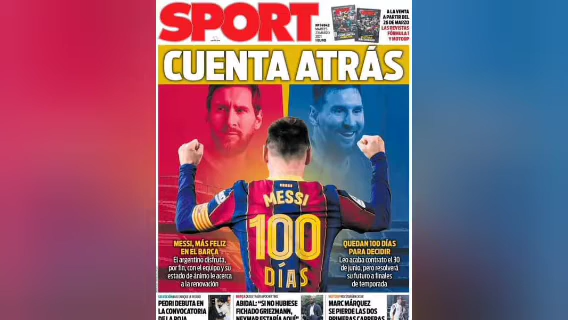 SPORT
A LA VENTA
A PARTIR DEL
26 DE MARZO
LAS REVISTAS
FÓRMULA 1
Y MOTOGP
CUENTA ATRÁS
MESSI
100
DÍAS
MESSI, MÁS FELIZ
EN EL BARÇA
El argentino disfruta,
por fin, con el equipo y su
estado de ánimo le acerca
a la renovación
QUEDAN 100 DÍAS
PARA DECIDIR
Leo acaba contrato el 30
de junio, pero resolverá
su futuro a finales
de temporada
PEDRI DEBUTA EN
LA CONVOCATORIA
DE LA ROJA
ABIDAL: "SI NO HUBIESE
FICHADO GRIEZMANN,
NEYMAR ESTARÍA AQUÍ"
MARC MÁRQUEZ
SE PIERDE LAS DOS
PRIMERAS CARRERAS